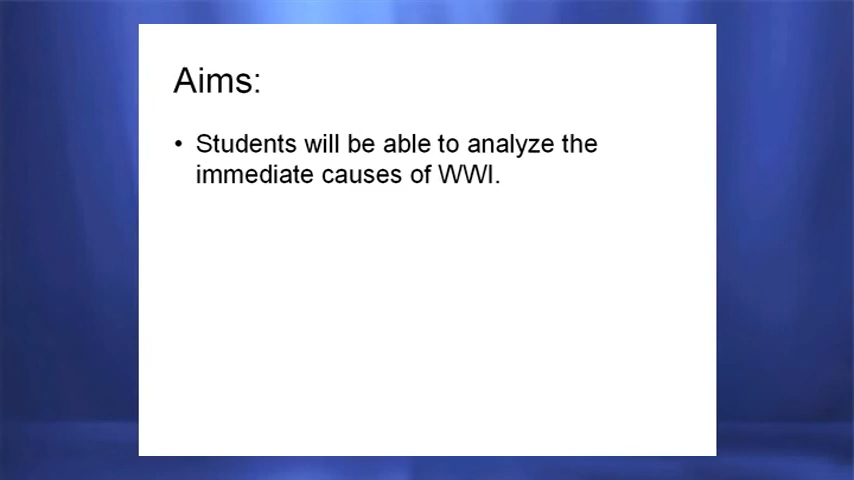 Aims:
• Students will be able to analyze the
immediate causes of WWI.